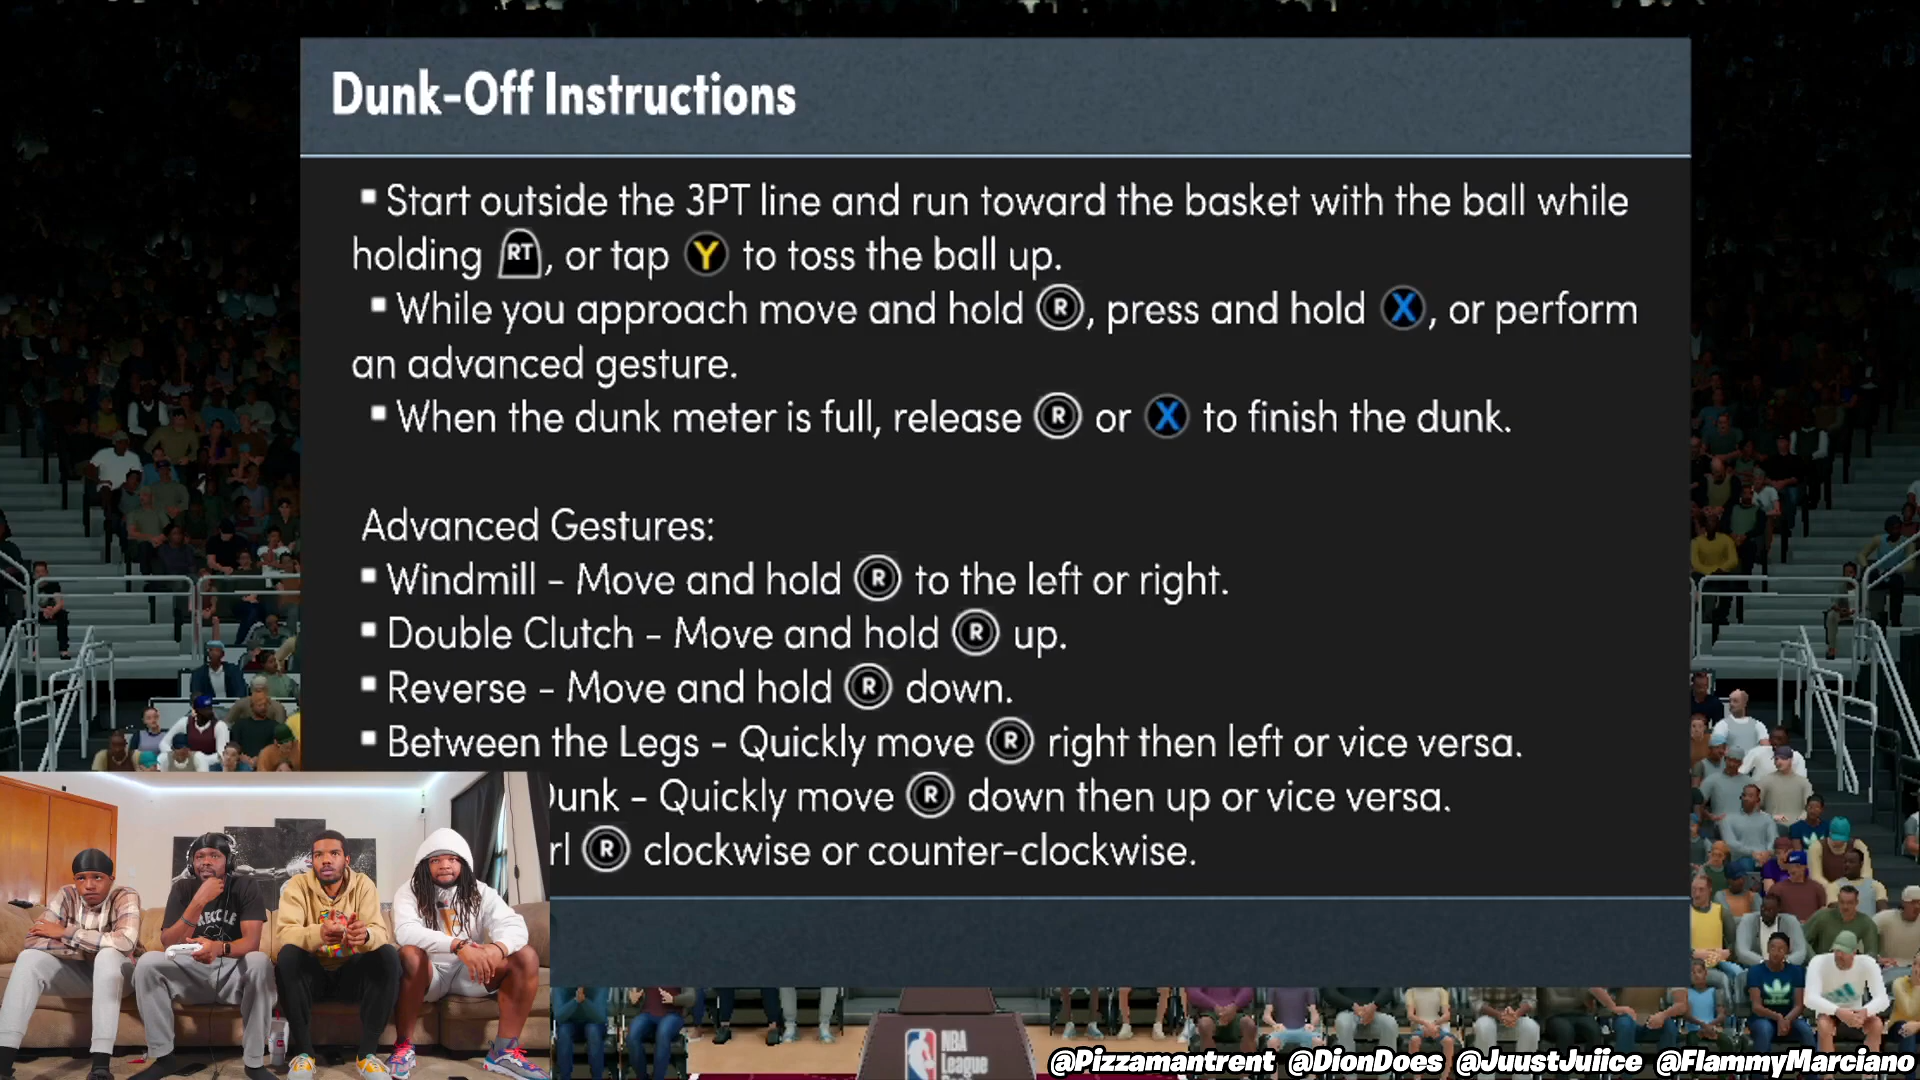 Dunk-Off Instructions
▪ Start outside the 3PT line and run toward the basket with the ball while
holding RT, or tap Y to toss the ball up.
▪ While you approach move and hold R, press and hold X, or perform
an advanced gesture.
▪ When the dunk meter is full, release R or X to finish the dunk.
Advanced Gestures:
▪ Windmill - Move and hold R to the left or right.
▪ Double Clutch - Move and hold R up.
▪ Reverse - Move and hold R down.
▪ Between the Legs - Quickly move R right then left or vice versa.
Dunk - Quickly move R down then up or vice versa.
R clockwise or counter-clockwise.
NBA
League
@Pizzamantrent @DionDoes @JuustJuiice @FlammyMarciano